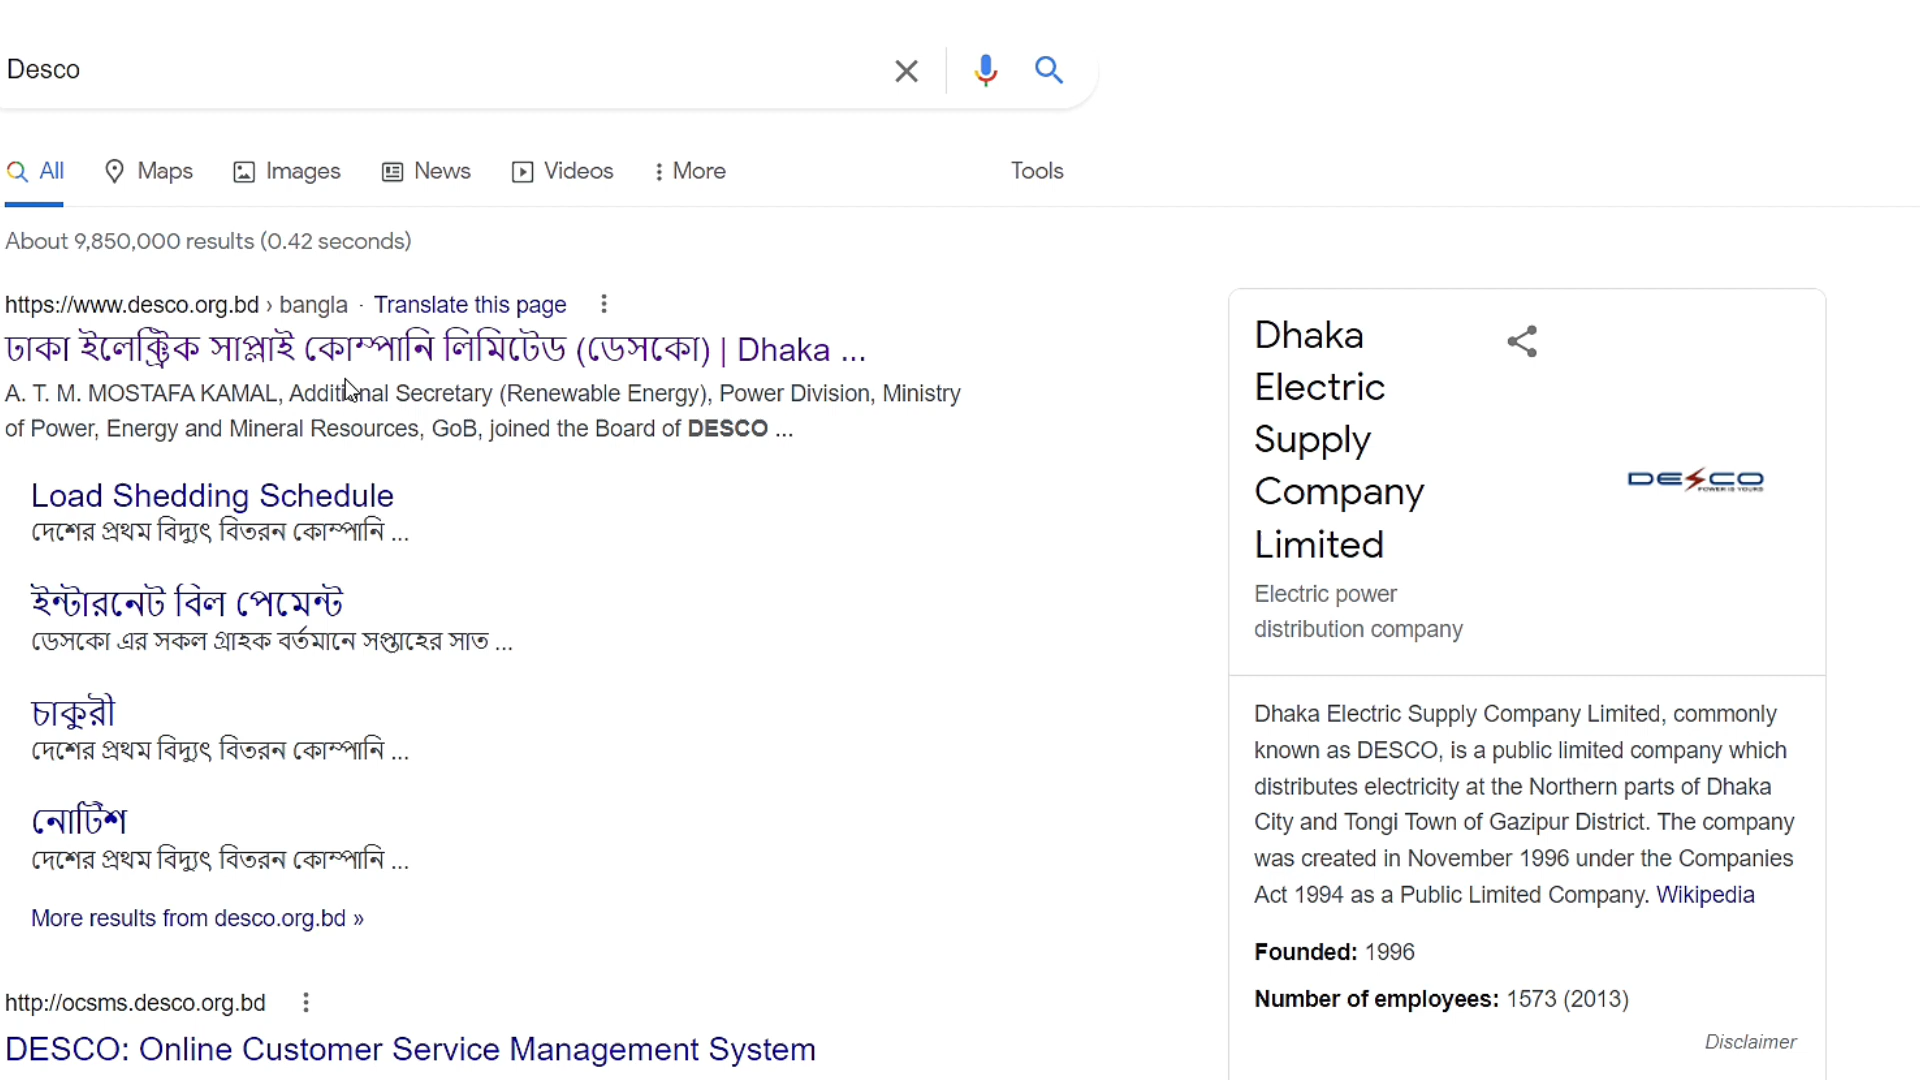 Desco
All
Maps
Images
News
Videos
More
Tools
About 9,850,000 results (0.42 seconds)
https://www.desco.org.bd › bangla · Translate this page
ঢাকা ইলেক্ট্রিক সাপ্লাই কোম্পানি লিমিটেড (ডেসকো) | Dhaka ...
A. T. M. MOSTAFA KAMAL, Additional Secretary (Renewable Energy), Power Division, Ministry
of Power, Energy and Mineral Resources, GoB, joined the Board of DESCO ...
Load Shedding Schedule
দেশের প্রথম বিদ্যুৎ বিতরন কোম্পানি ...
ইন্টারনেট বিল পেমেন্ট
ডেসকো এর সকল গ্রাহক বর্তমানে সপ্তাহের সাত ...
চাকুরী
দেশের প্রথম বিদ্যুৎ বিতরন কোম্পানি ...
নোটিশ
দেশের প্রথম বিদ্যুৎ বিতরন কোম্পানি ...
More results from desco.org.bd »
http://ocsms.desco.org.bd
DESCO: Online Customer Service Management System
Dhaka
Electric
Supply
Company
Limited
DESCO
POWER IS YOURS
Electric power
distribution company
Dhaka Electric Supply Company Limited, commonly
known as DESCO, is a public limited company which
distributes electricity at the Northern parts of Dhaka
City and Tongi Town of Gazipur District. The company
was created in November 1996 under the Companies
Act 1994 as a Public Limited Company. Wikipedia
Founded: 1996
Number of employees: 1573 (2013)
Disclaimer